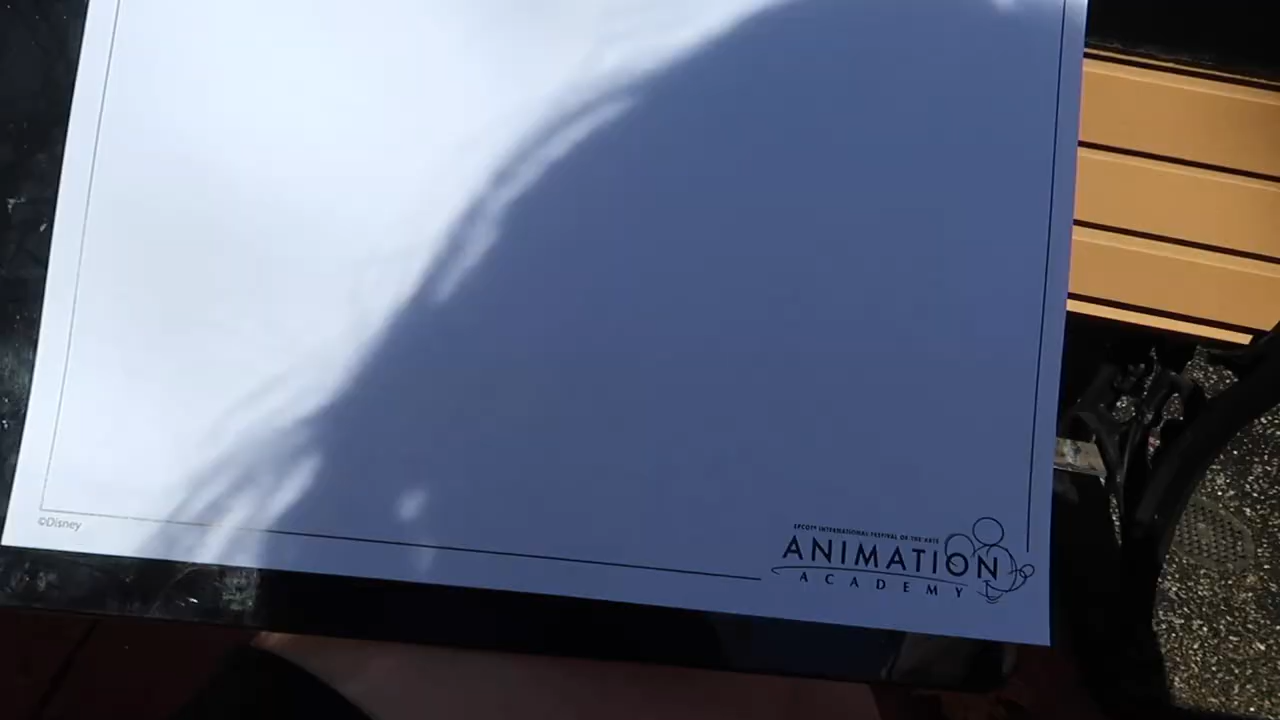 ©Disney
EPCOT INTERNATIONAL FESTIVAL OF THE ARTS
ANIMATION
ACADEMY